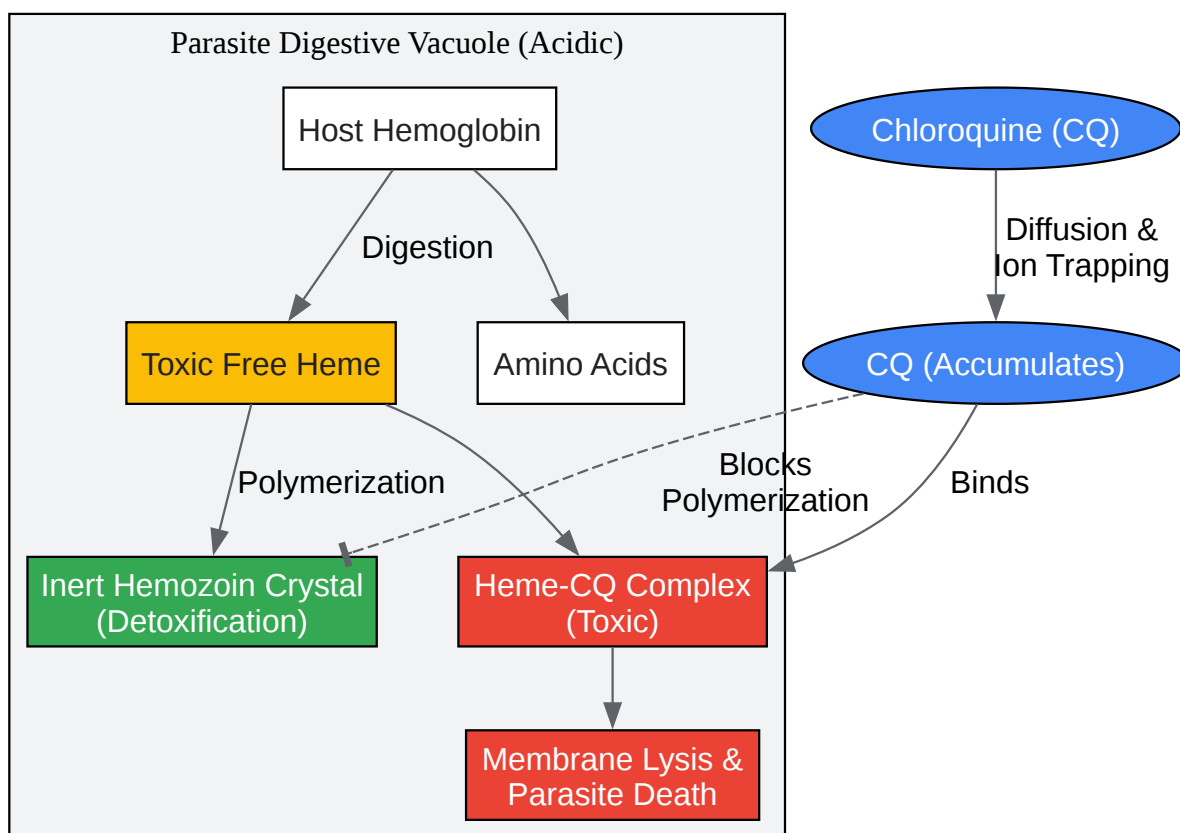 Parasite Digestive Vacuole (Acidic)
Host Hemoglobin
Chloroquine (CQ)
Digestion
Diffusion &
Ion Trapping
Toxic Free Heme
Amino Acids
CQ (Accumulates)
Polymerization
Blocks
Polymerization
Binds
Inert Hemozoin Crystal
(Detoxification)
Heme-CQ Complex
(Toxic)
Membrane Lysis &
Parasite Death